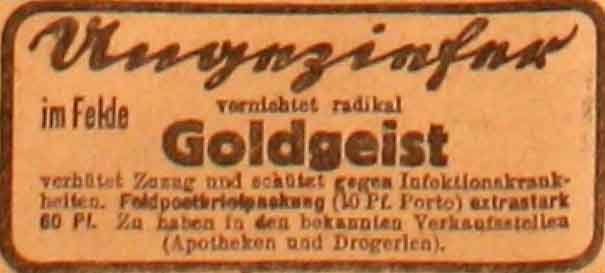 Ungeziefer
im Felde vernichtet radikal
Goldgeist
verhütet Zuzug und schützt gegen Infektionskrank-
heiten. Feldpostbriefpackung (10 Pf. Porto) extrastark
60 Pf. Zu haben in den bekannten Verkaufsstellen
(Apotheken und Drogerien).